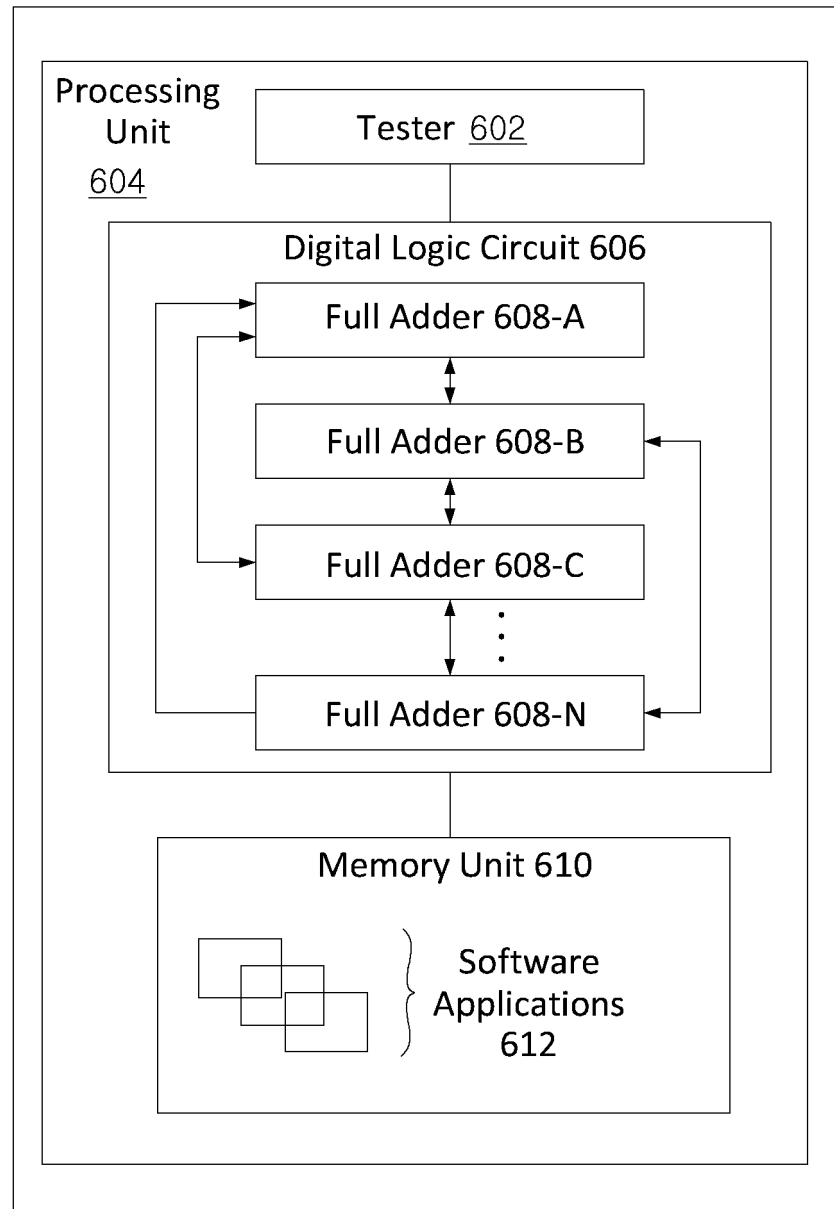 Processing
Unit
604
Tester 602
Digital Logic Circuit 606
Full Adder 608-A
Full Adder 608-B
Full Adder 608-C
Full Adder 608-N
Memory Unit 610
Software
Applications
612